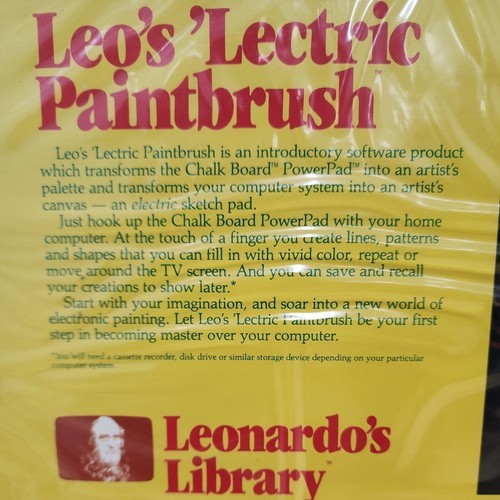 Leo's 'Lectric
Paintbrush™
Leo's 'Lectric Paintbrush is an introductory software product
which transforms the Chalk Board™ PowerPad™ into an artist's
palette and transforms your computer system into an artist's
canvas — an electric sketch pad.
Just hook up the Chalk Board PowerPad with your home
computer. At the touch of a finger you create lines, patterns
and shapes that you can fill in with vivid color, repeat or
move around the TV screen. And you can save and recall
your creations to show later.*
Start with your imagination, and soar into a new world of
electronic painting. Let Leo's 'Lectric Paintbrush be your first
step in becoming master over your computer.
*You will need a cassette recorder, disk drive or similar storage device depending on your particular
computer system.
Leonardo's
Library™